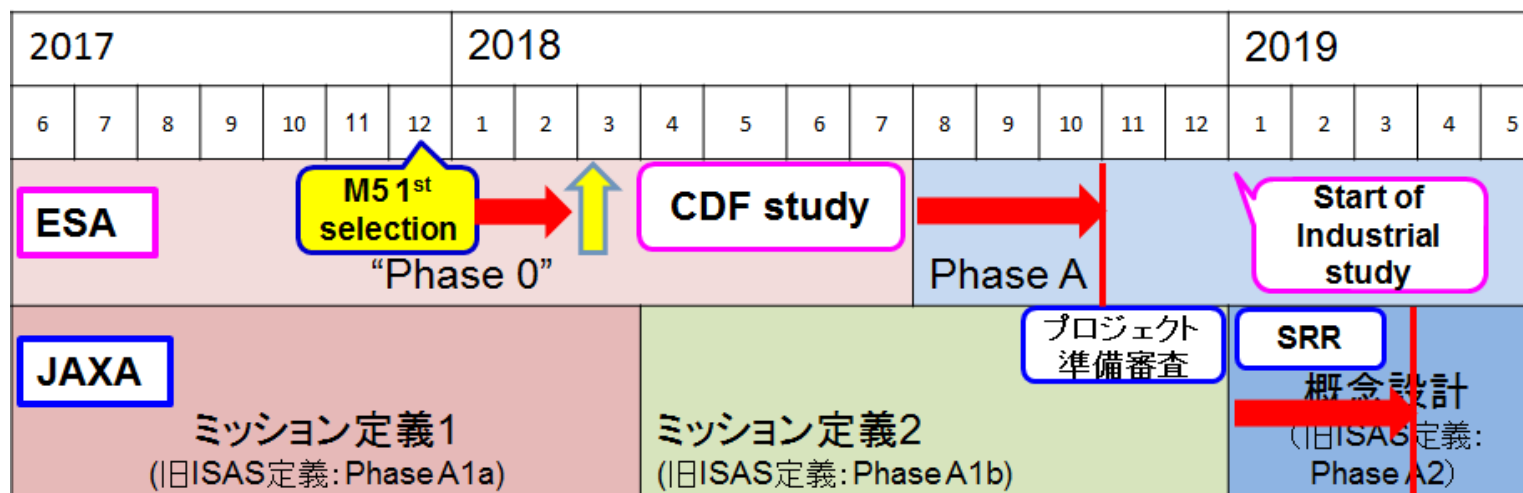 2017 2018 2019
6 7 8 9 10 11 12 1 2 3 4 5 6 7 8 9 10 11 12 1 2 3 4 5
ESA
M5 1st
selection
"Phase 0"
CDF study
Phase A
Start of
Industrial
study
JAXA
ミッション定義1
(旧ISAS定義:Phase A1a)
ミッション定義2
(旧ISAS定義:Phase A1b)
プロジェクト
準備審査
SRR
概念設計
(旧ISAS定義:
Phase A2)